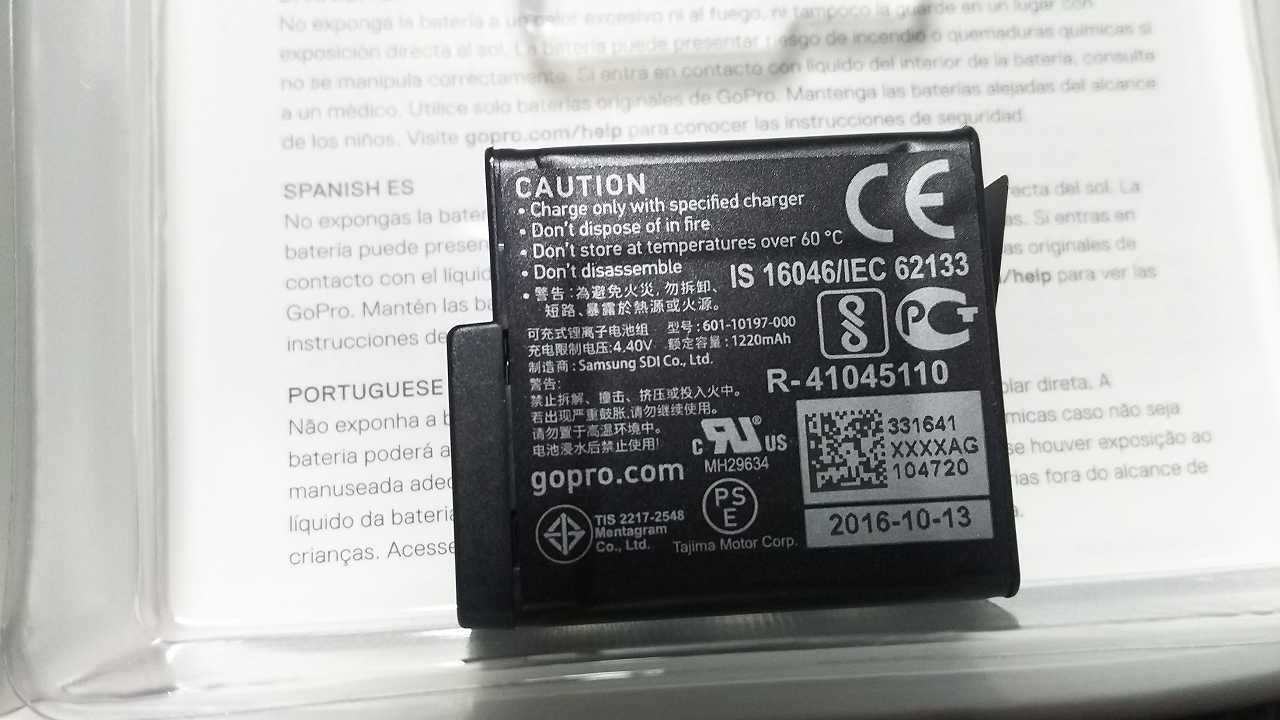 No exponga la batería a un calor excesivo ni al fuego, ni tampoco la guarde en un lugar con
exposición directa al sol. La batería puede presentar riesgo de incendio o quemaduras químicas si
no se manipula correctamente. Si entra en contacto con líquido del interior de la batería, consulte
a un médico. Utilice solo baterías originales de GoPro. Mantenga las baterías alejadas del alcance
de los niños. Visite gopro.com/help para conocer las instrucciones de seguridad.
SPANISH ES
No expongas la bater
recta del sol. La
batería puede presen
as. Si entras en
contacto con el líquid
as originales de
GoPro. Mantén las ba
/help para ver las
instrucciones de
PORTUGUESE
Não exponha a b
lar direta. A
bateria poderá a
micas caso não seja
manuseada adec
se houver exposição ao
líquido da bateria
nas fora do alcance de
crianças. Acesse
CAUTION
• Charge only with specified charger
• Don't dispose of in fire
• Don't store at temperatures over 60 °C
• Don't disassemble
CE
IS 16046/IEC 62133
• 警告：為避免火災，勿拆卸、
短路、暴露於熱源或火源。
可充式锂离子电池组 型号：601-10197-000
充电限制电压：4.40V 额定容量：1220mAh
制造商：Samsung SDI Co., Ltd.
警告：
禁止拆解、撞击、挤压或投入火中。
若出现严重鼓胀，请勿继续使用。
请勿置于高温环境中。
电池浸水后禁止使用！
R-41045110
c RU® US
MH29634
gopro.com
331641
XXXXAG
104720
2016-10-13
PS
E
Tajima Motor Corp.
TIS 2217-2548
Mentagram
Co., Ltd.